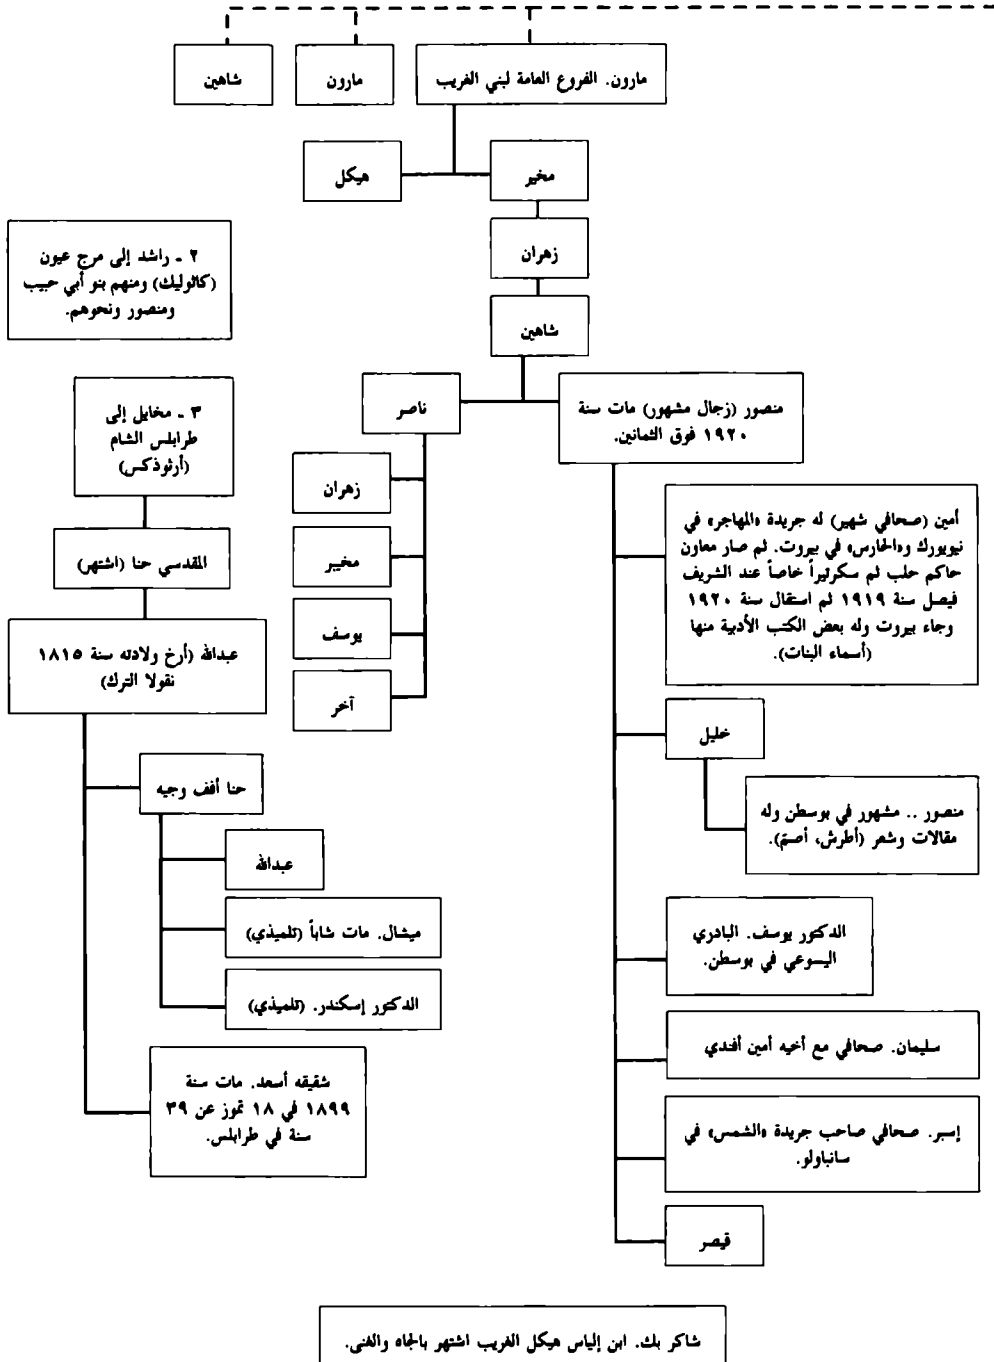 مارون. الفروع العامة لبني الغريب
مارون
شاهين
مخير
هيكل
زهران
شاهين
منصور (زجال مشهور) مات سنة
١٩٢٠ فوق الثمانين.
ناصر
زهران
مخيبر
يوسف
آخر
أمين (صحافي شهير) له جريدة «المهاجر» في
نيويورك و«الحارس» في بيروت. ثم صار معاون
حاكم حلب ثم سكرتيراً خاصاً عند الشريف
فيصل سنة ١٩١٩ ثم استقال سنة ١٩٢٠
وجاء بيروت وله بعض الكتب الأدبية منها
(أسماء البنات).
خليل
منصور .. مشهور في بوسطن وله
مقالات وشعر (أطرش، أصمّ).
الدكتور يوسف. البادري
اليسوعي في بوسطن.
سليمان. صحافي مع أخيه أمين أفندي
إسبر. صحافي صاحب جريدة «الشمس» في
سانباولو.
قيصر
٢ ـ راشد إلى مرج عيون
(كاثوليك) ومنهم بنو أبي حبيب
ومنصور ونحوهم.
٣ ـ مخايل إلى
طرابلس الشام
(أرثوذكس)
المقدسي حنا (اشتهر)
عبدالله (أرخ ولادته سنة ١٨١٥
نقولا الترك)
حنا أفف وجيه
عبدالله
ميشال. مات شاباً (تلميذي)
الدكتور إسكندر. (تلميذي)
شقيقه أسعد. مات سنة
١٨٩٩ في ١٨ تموز عن ٣٩
سنة في طرابلس.
شاكر بك. ابن إلياس هيكل الغريب اشتهر بالجاه والغنى.